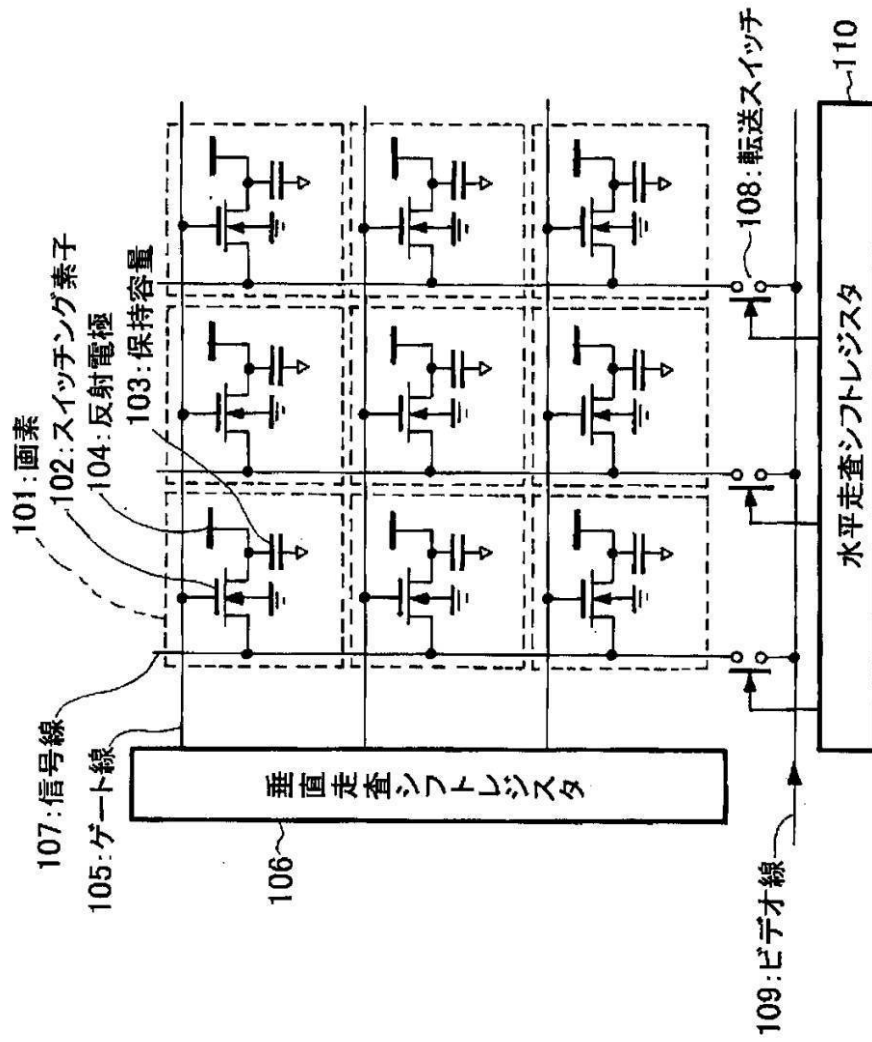 101:画素
102:スイッチング素子
104:反射電極
103:保持容量
107:信号線
105:ゲート線
垂直走査シフトレジスタ
106
108:転送スイッチ
110
水平走査シフトレジスタ
109:ビデオ線